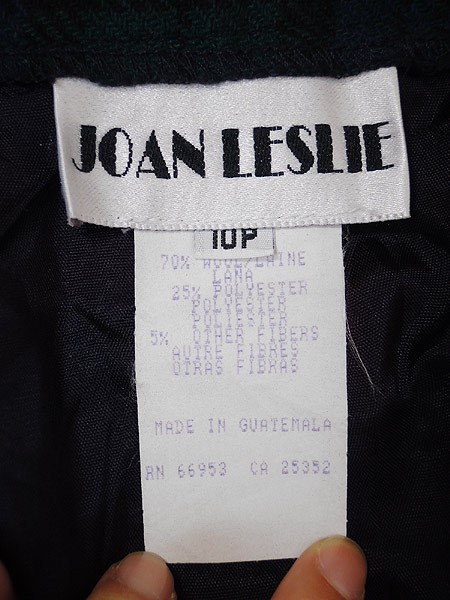 JOAN LESLIE
10P
70% WOOL/LAINE
LANA
25% POLYESTER
POLYESTER
POLYESTER
5% OTHER FIBERS
AUTRE FIBRES
OTRAS FIBRAS
MADE IN GUATEMALA
RN 66953 CA 25352